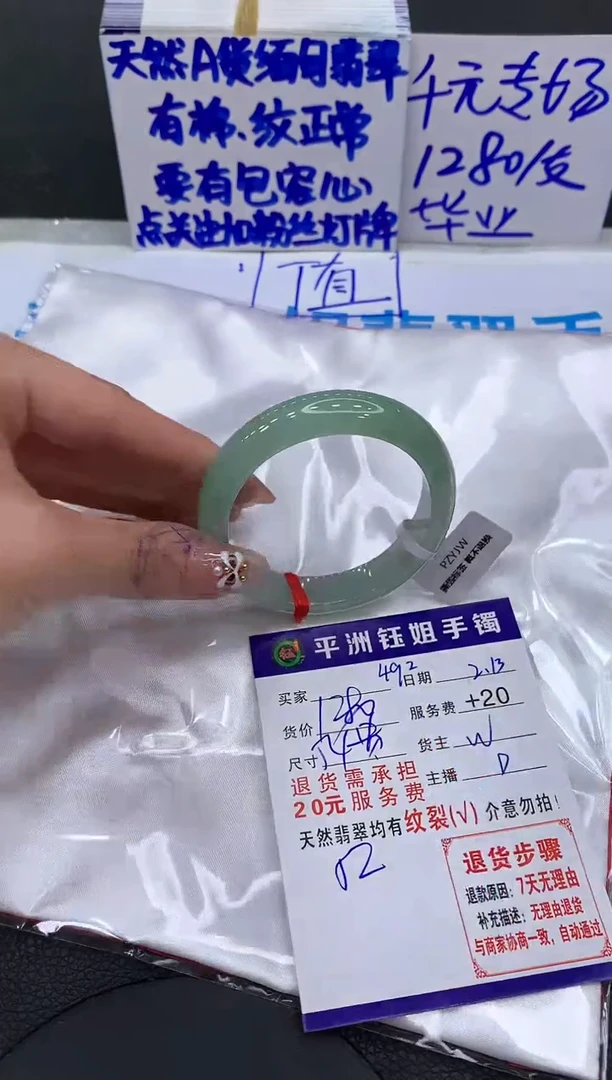 天然A货缅甸翡翠
有棉、纹正常
要有包容心
点关注加粉丝灯牌
千元专场
1280/支
毕业
平洲钰姐手镯
买家 492 日期 2.13
货价 1280 服务费 +20
尺寸 货主 W
退货需承担 主播 D
20元服务费
天然翡翠均有纹裂(√)介意勿拍!
退货步骤
退款原因:7天无理由
补充描述:无理由退货
与商家协商一致,自动通过
PZYJW